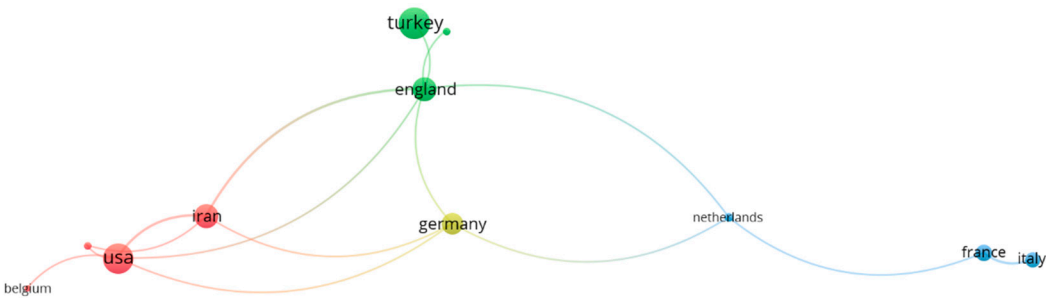 turkey
england
iran
germany
netherlands
usa
france
italy
belgium